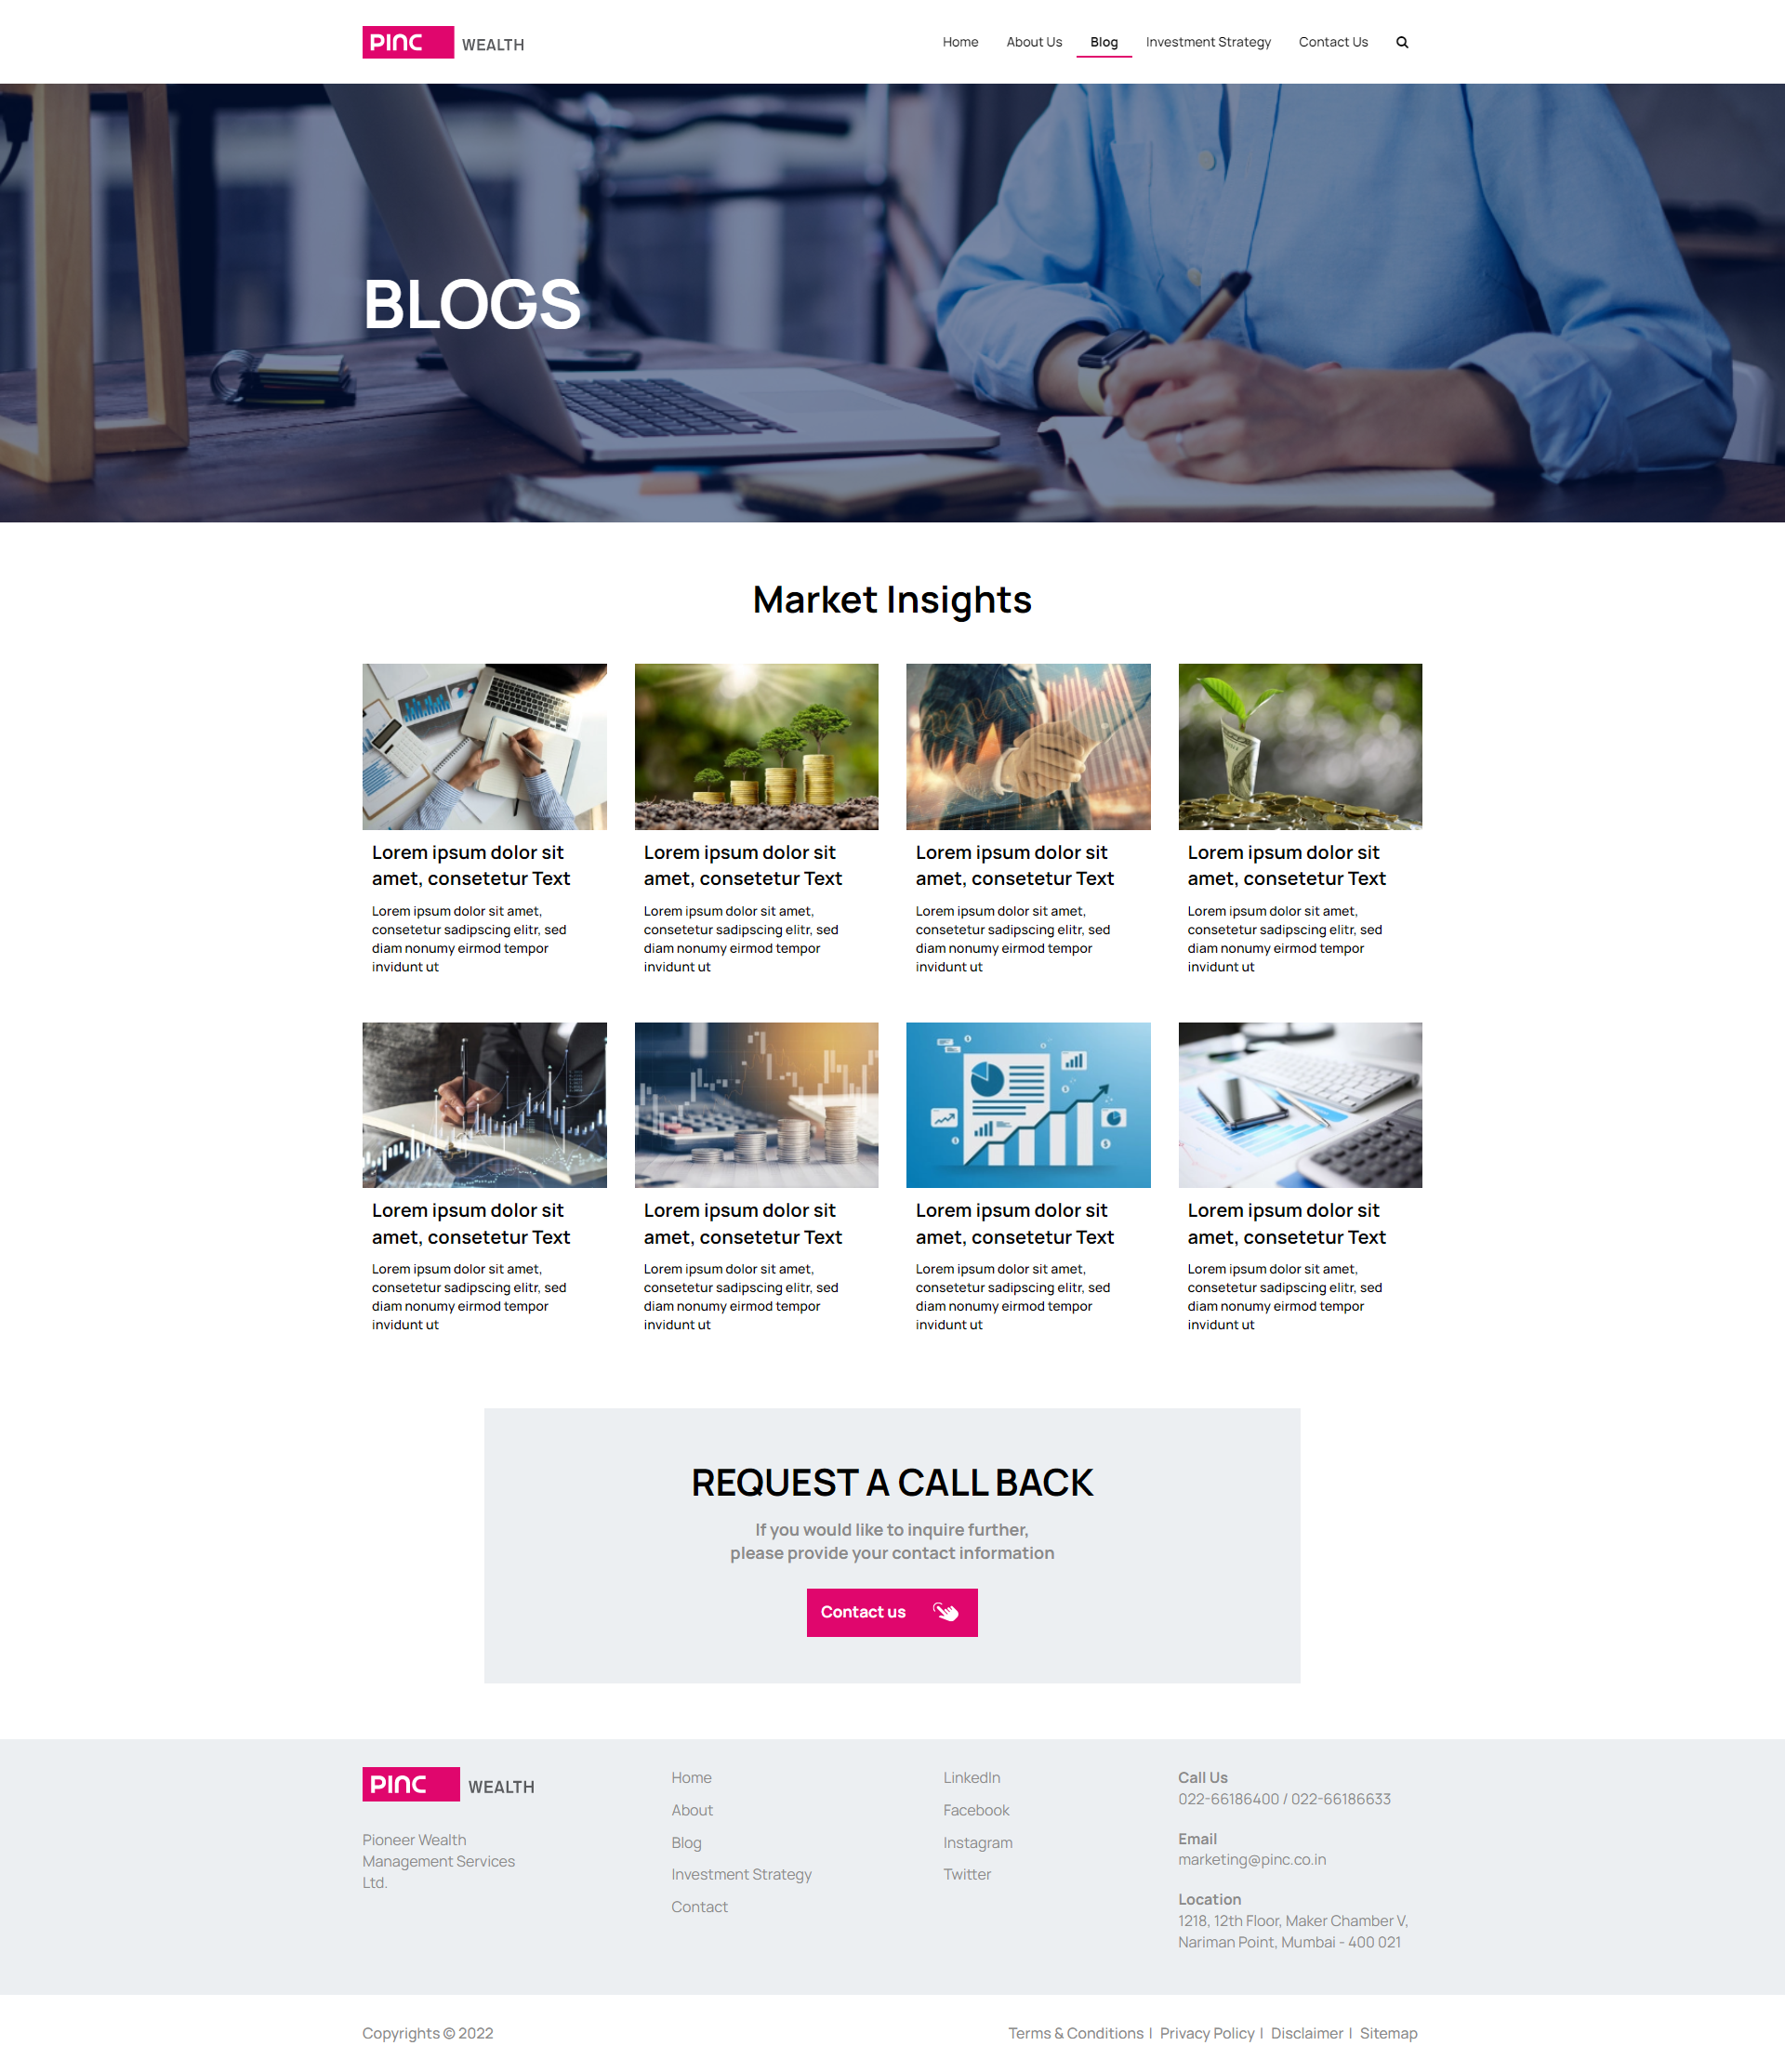 PINC WEALTH
Home About Us Blog Investment Strategy Contact Us
BLOGS
Market Insights
Lorem ipsum dolor sit
amet, consetetur Text
Lorem ipsum dolor sit amet,
consetetur sadipscing elitr, sed
diam nonumy eirmod tempor
invidunt ut
Lorem ipsum dolor sit
amet, consetetur Text
Lorem ipsum dolor sit amet,
consetetur sadipscing elitr, sed
diam nonumy eirmod tempor
invidunt ut
Lorem ipsum dolor sit
amet, consetetur Text
Lorem ipsum dolor sit amet,
consetetur sadipscing elitr, sed
diam nonumy eirmod tempor
invidunt ut
Lorem ipsum dolor sit
amet, consetetur Text
Lorem ipsum dolor sit amet,
consetetur sadipscing elitr, sed
diam nonumy eirmod tempor
invidunt ut
Lorem ipsum dolor sit
amet, consetetur Text
Lorem ipsum dolor sit amet,
consetetur sadipscing elitr, sed
diam nonumy eirmod tempor
invidunt ut
Lorem ipsum dolor sit
amet, consetetur Text
Lorem ipsum dolor sit amet,
consetetur sadipscing elitr, sed
diam nonumy eirmod tempor
invidunt ut
Lorem ipsum dolor sit
amet, consetetur Text
Lorem ipsum dolor sit amet,
consetetur sadipscing elitr, sed
diam nonumy eirmod tempor
invidunt ut
Lorem ipsum dolor sit
amet, consetetur Text
Lorem ipsum dolor sit amet,
consetetur sadipscing elitr, sed
diam nonumy eirmod tempor
invidunt ut
REQUEST A CALL BACK
If you would like to inquire further,
please provide your contact information
Contact us
PINC WEALTH
Pioneer Wealth
Management Services
Ltd.
Home
About
Blog
Investment Strategy
Contact
LinkedIn
Facebook
Instagram
Twitter
Call Us
022-66186400 / 022-66186633
Email
marketing@pinc.co.in
Location
1218, 12th Floor, Maker Chamber V,
Nariman Point, Mumbai - 400 021
Copyrights © 2022
Terms & Conditions | Privacy Policy | Disclaimer | Sitemap